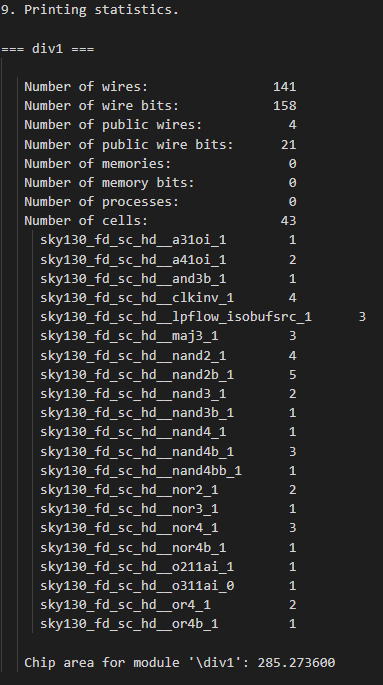 9. Printing statistics.
=== div1 ===
Number of wires: 141
Number of wire bits: 158
Number of public wires: 4
Number of public wire bits: 21
Number of memories: 0
Number of memory bits: 0
Number of processes: 0
Number of cells: 43
sky130_fd_sc_hd__a31oi_1 1
sky130_fd_sc_hd__a41oi_1 2
sky130_fd_sc_hd__and3b_1 1
sky130_fd_sc_hd__clkinv_1 4
sky130_fd_sc_hd__lpflow_isobufsrc_1 3
sky130_fd_sc_hd__maj3_1 3
sky130_fd_sc_hd__nand2_1 4
sky130_fd_sc_hd__nand2b_1 5
sky130_fd_sc_hd__nand3_1 2
sky130_fd_sc_hd__nand3b_1 1
sky130_fd_sc_hd__nand4_1 1
sky130_fd_sc_hd__nand4b_1 3
sky130_fd_sc_hd__nand4bb_1 1
sky130_fd_sc_hd__nor2_1 2
sky130_fd_sc_hd__nor3_1 1
sky130_fd_sc_hd__nor4_1 3
sky130_fd_sc_hd__nor4b_1 1
sky130_fd_sc_hd__o211ai_1 1
sky130_fd_sc_hd__o311ai_0 1
sky130_fd_sc_hd__or4_1 2
sky130_fd_sc_hd__or4b_1 1
Chip area for module '\div1': 285.273600